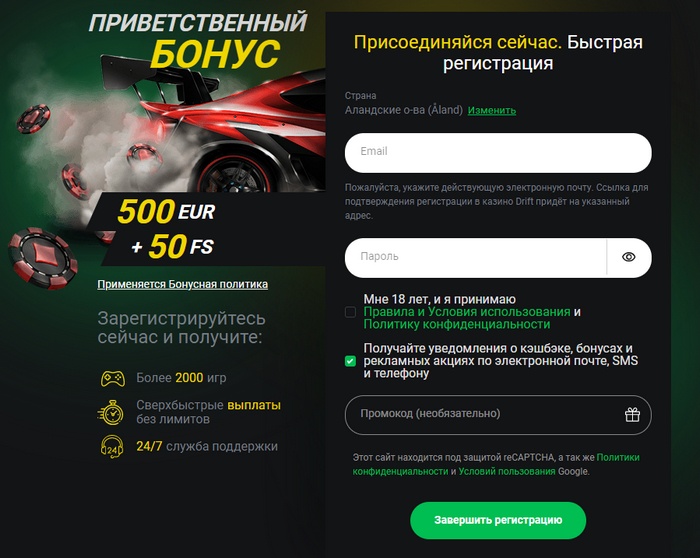 ПРИВЕТСТВЕННЫЙ
БОНУС
500 EUR
+ 50 FS
Применяется Бонусная политика
Зарегистрируйтесь
сейчас и получите:
Более 2000 игр
Сверхбыстрые выплаты
без лимитов
24/7
24/7 служба поддержки
Присоединяйся сейчас. Быстрая
регистрация
Страна
Аландские о-ва (Åland) Изменить
Email
Пожалуйста, укажите действующую электронную почту. Ссылка для
подтверждения регистрации в казино Drift придёт на указанный
адрес.
Пароль
Мне 18 лет, и я принимаю
Правила и Условия использования и
Политику конфиденциальности
Получайте уведомления о кэшбэке, бонусах и
рекламных акциях по электронной почте, SMS
и телефону
Промокод (необязательно)
Этот сайт находится под защитой reCAPTCHA, а так же Политики
конфиденциальности и Условий пользования Google.
Завершить регистрацию